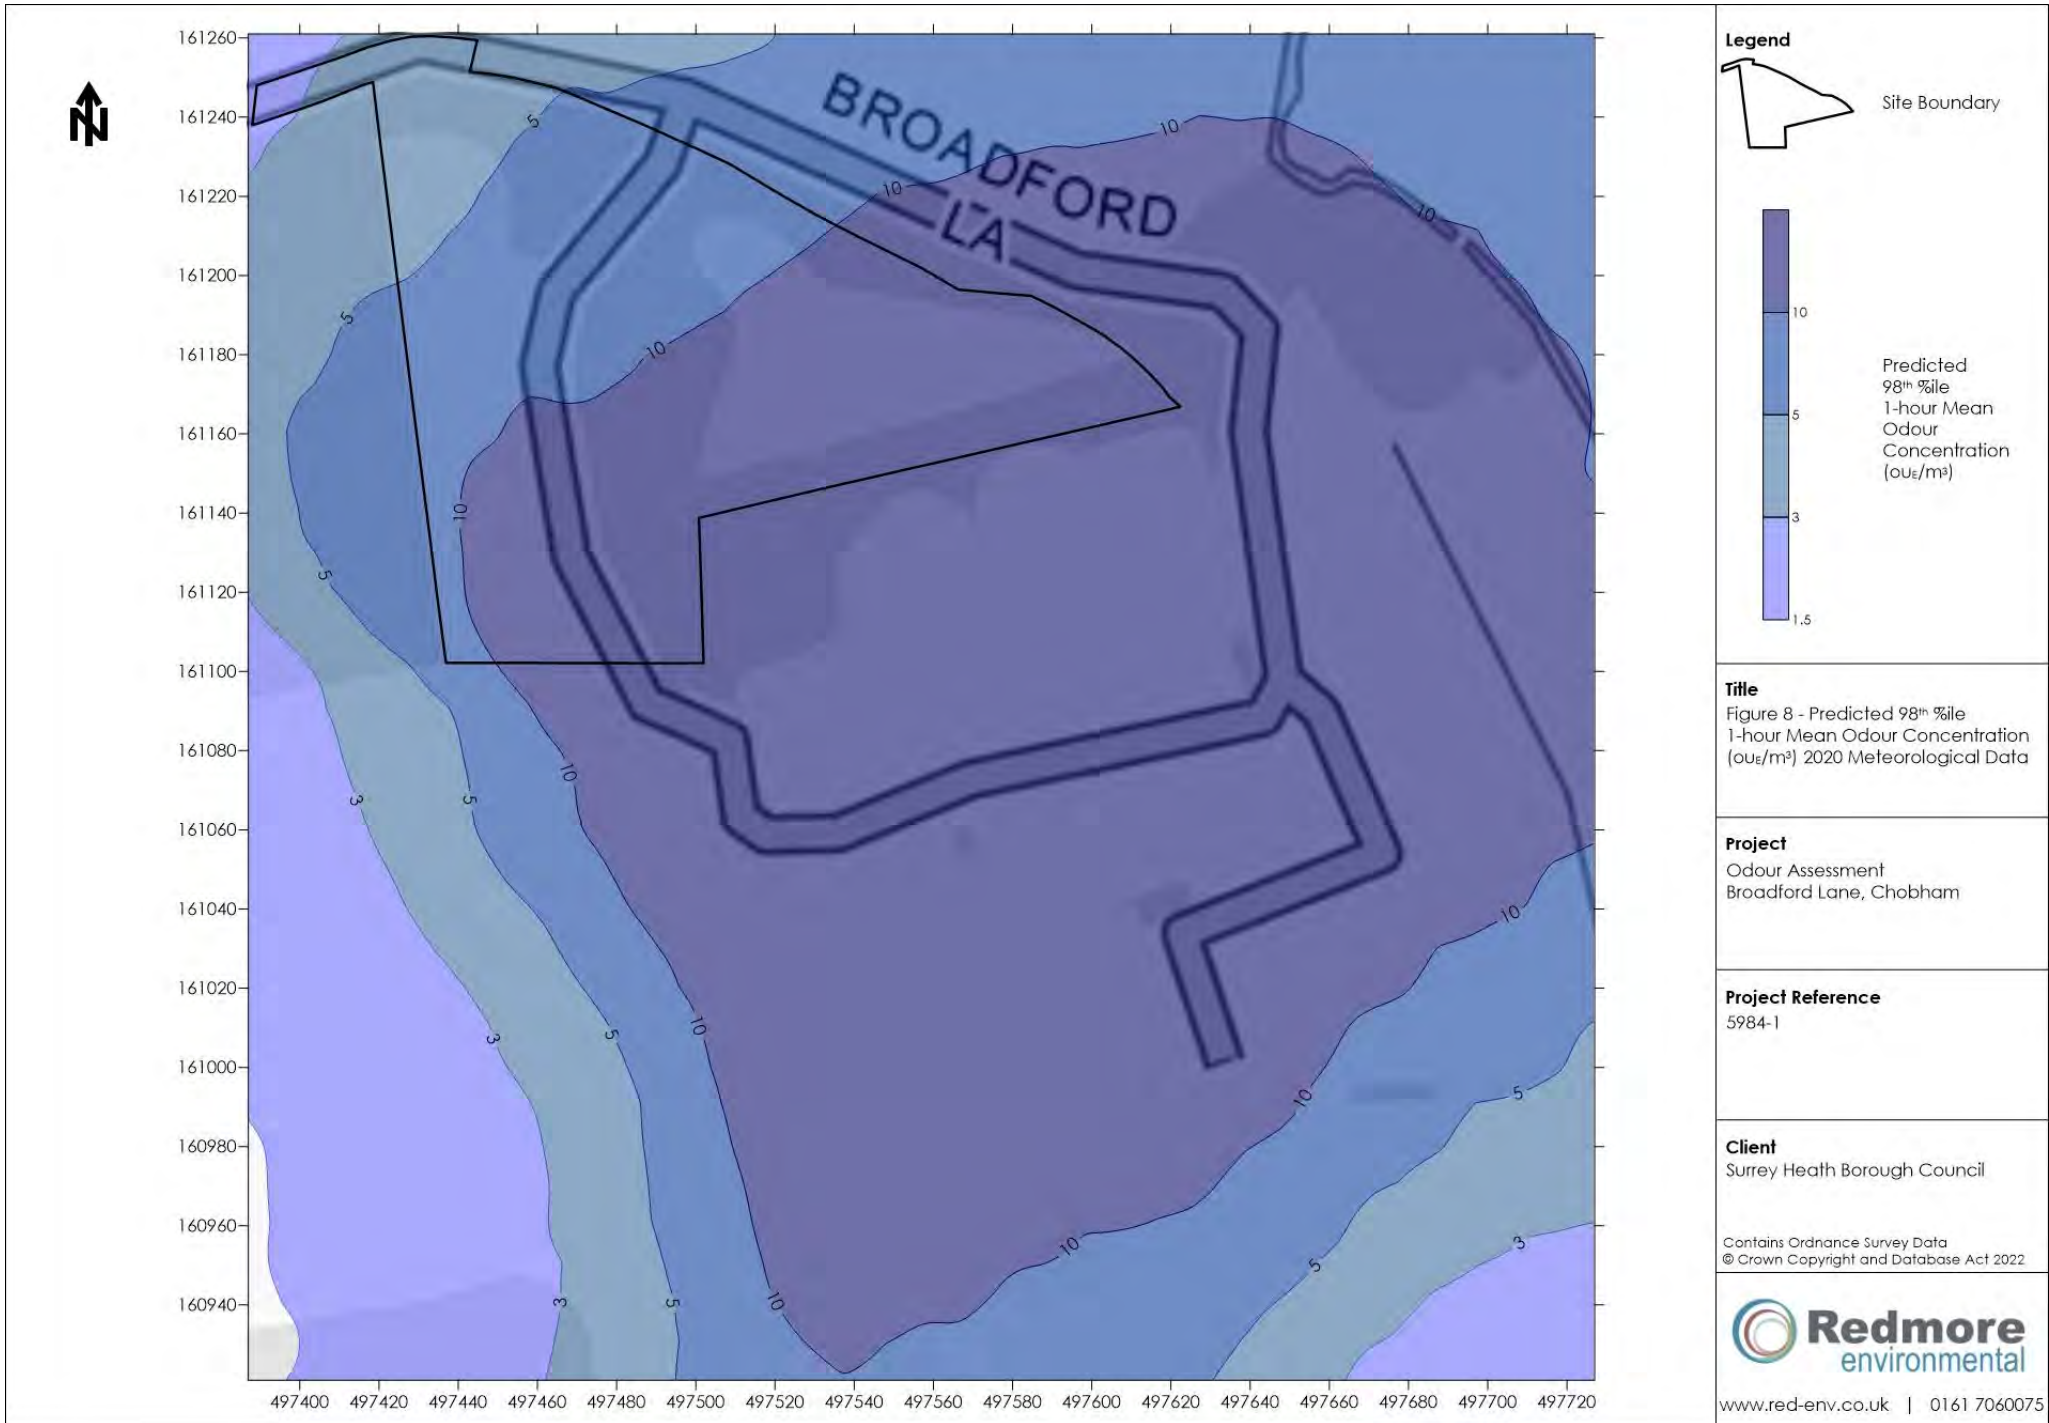 161260
161240
161220
161200
161180
161160
161140
161120
161100
161080
161060
161040
161020
161000
160980
160960
160940
497400 497420 497440 497460 497480 497500 497520 497540 497560 497580 497600 497620 497640 497660 497680 497700 497720
N
BROADFORD
LA
5
10
10
10
5
10
10
5
10
3
5
10
10
3
5
10
5
10
3
5
3
5
10
Legend
Site Boundary
10
5
3
1.5
Predicted
98th %ile
1-hour Mean
Odour
Concentration
(ouE/m³)
Title
Figure 8 - Predicted 98th %ile
1-hour Mean Odour Concentration
(ouE/m³) 2020 Meteorological Data
Project
Odour Assessment
Broadford Lane, Chobham
Project Reference
5984-1
Client
Surrey Heath Borough Council
Contains Ordnance Survey Data
© Crown Copyright and Database Act 2022
Redmore
environmental
www.red-env.co.uk | 0161 7060075